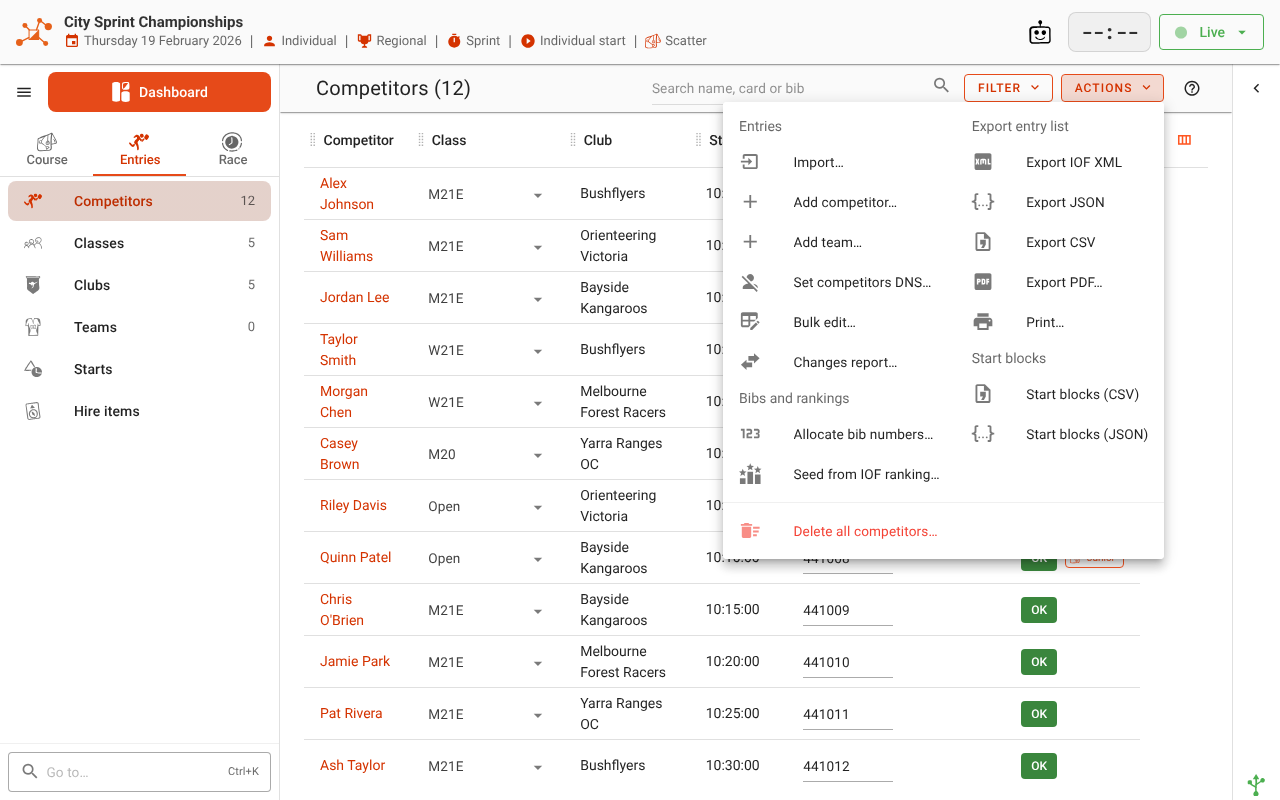 City Sprint Championships
Thursday 19 February 2026 | Individual | Regional | Sprint | Individual start | Scatter
--:--
Live
Dashboard
Competitors (12)
Search name, card or bib
FILTER
ACTIONS
Course
Entries
Race
Competitors 12
Classes 5
Clubs 5
Teams 0
Starts
Hire items
Go to… Ctrl+K
Competitor Class Club
Alex
Johnson
M21E
Bushflyers
Sam
Williams
M21E
Orienteering
Victoria
Jordan Lee
M21E
Bayside
Kangaroos
Taylor
Smith
W21E
Bushflyers
Morgan
Chen
W21E
Melbourne
Forest Racers
Casey
Brown
M20
Yarra Ranges
OC
Riley Davis
Open
Orienteering
Victoria
Quinn Patel
Open
Bayside
Kangaroos
Chris
O'Brien
M21E
Bayside
Kangaroos
10:15:00 441009 OK
Jamie Park
M21E
Melbourne
Forest Racers
10:20:00 441010 OK
Pat Rivera
M21E
Yarra Ranges
OC
10:25:00 441011 OK
Ash Taylor M21E Bushflyers 10:30:00 441012 OK
Entries
Import…
Add competitor…
Add team…
Set competitors DNS…
Bulk edit…
Changes report…
Bibs and rankings
123 Allocate bib numbers…
Seed from IOF ranking…
Delete all competitors…
Export entry list
XML Export IOF XML
{...} Export JSON
Export CSV
PDF Export PDF…
Print…
Start blocks
Start blocks (CSV)
{...} Start blocks (JSON)